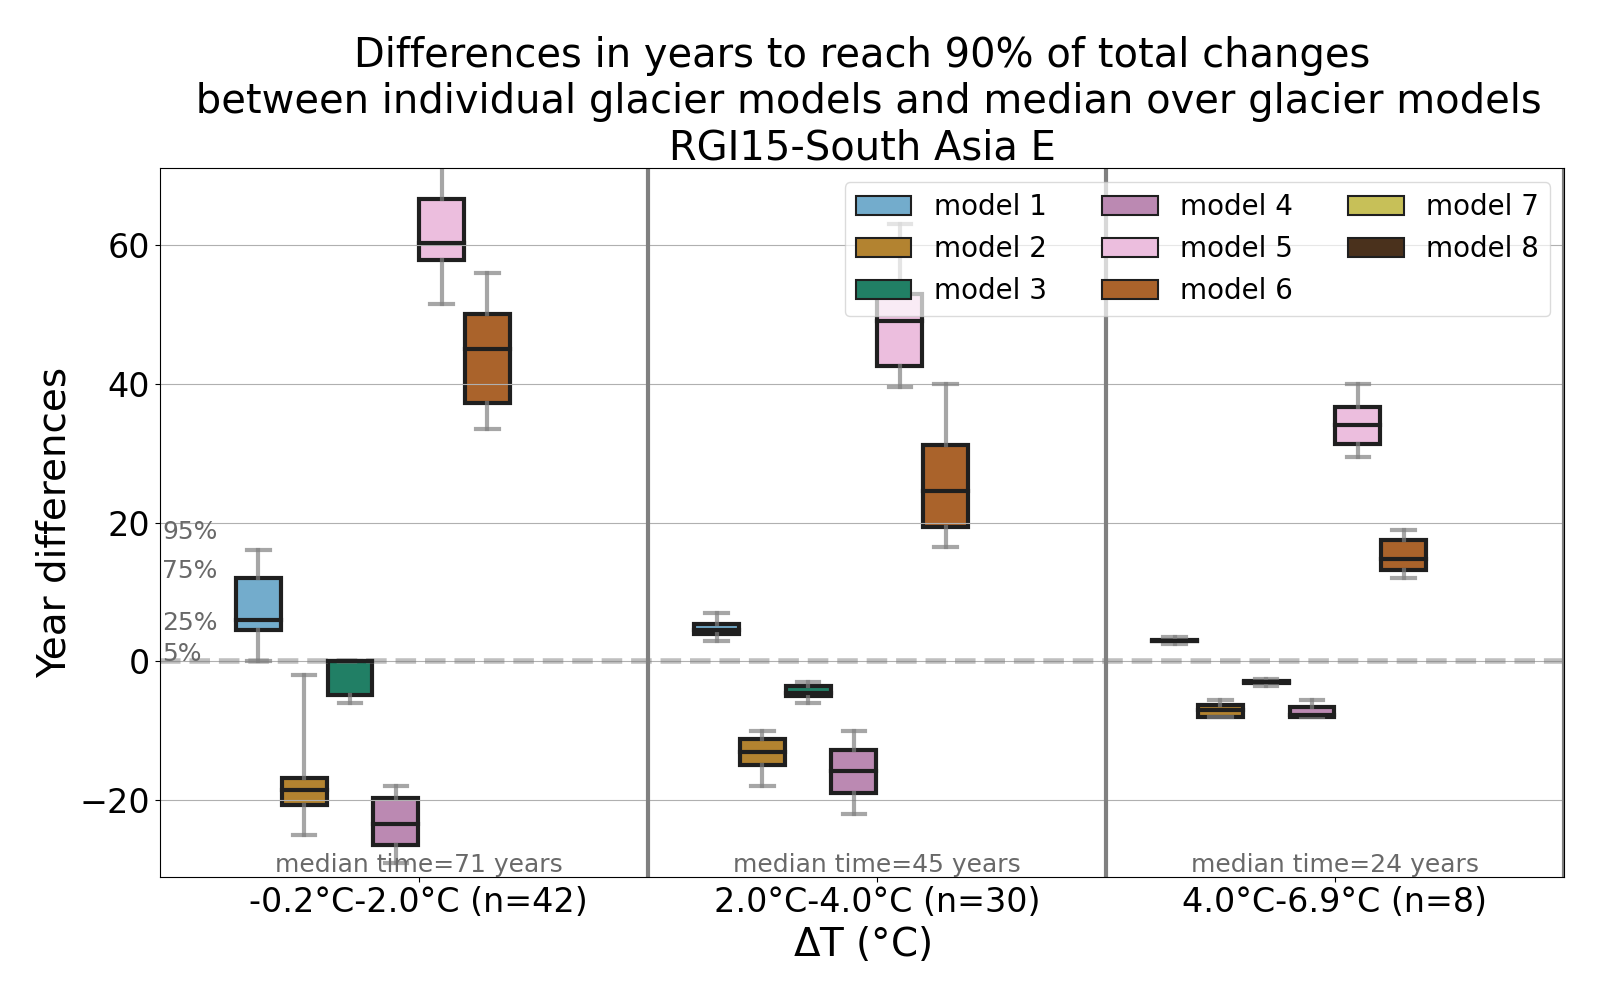 Differences in years to reach 90% of total changes
between individual glacier models and median over glacier models
RGI15-South Asia E
model 1
model 2
model 3
model 4
model 5
model 6
model 7
model 8
Year differences
60
40
20
0
−20
95%
75%
25%
5%
median time=71 years
median time=45 years
median time=24 years
-0.2°C-2.0°C (n=42)
2.0°C-4.0°C (n=30)
4.0°C-6.9°C (n=8)
ΔT (°C)